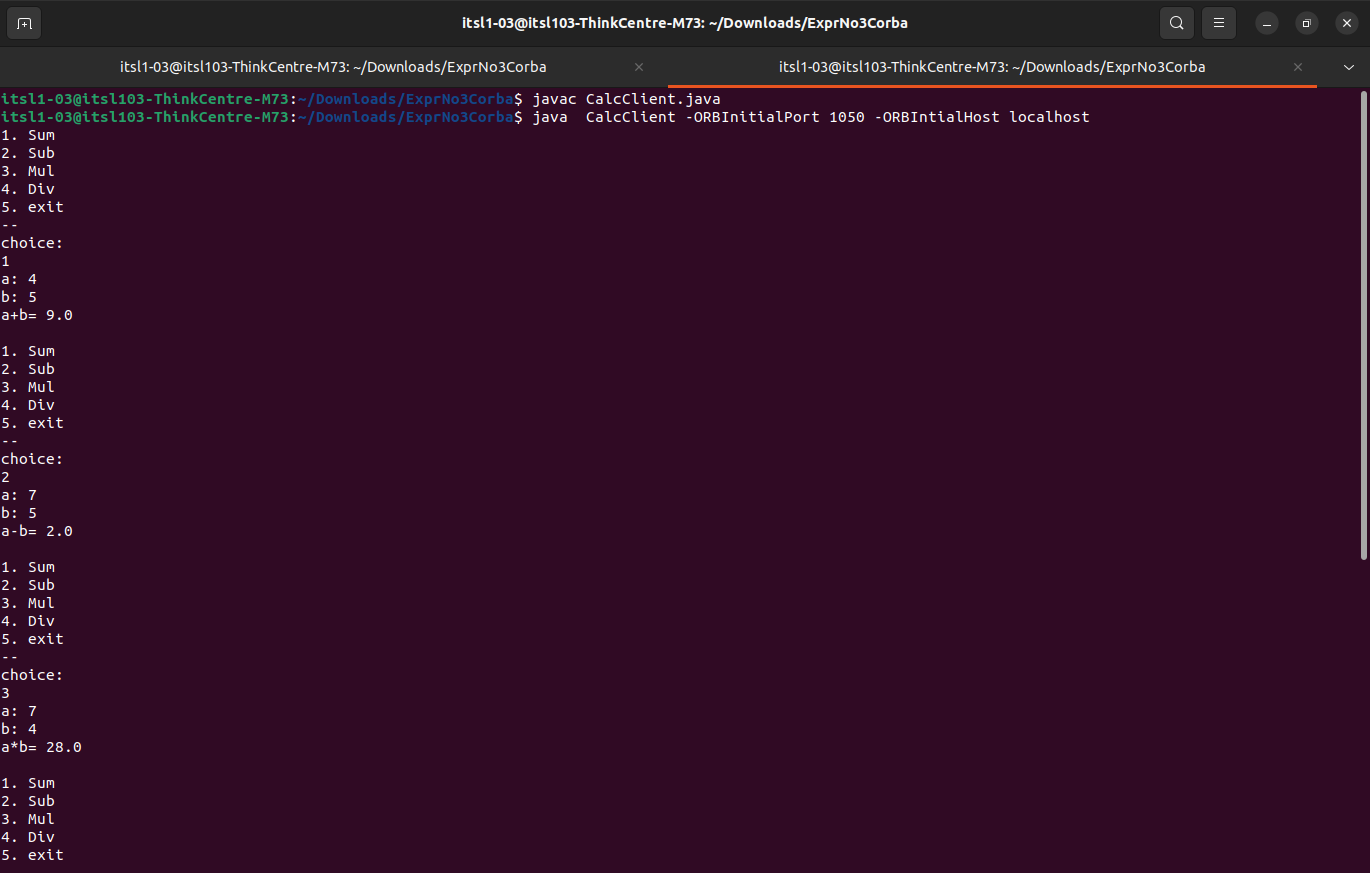 itsl1-03@itsl103-ThinkCentre-M73: ~/Downloads/ExprNo3Corba
itsl1-03@itsl103-ThinkCentre-M73: ~/Downloads/ExprNo3Corba
itsl1-03@itsl103-ThinkCentre-M73: ~/Downloads/ExprNo3Corba
itsl1-03@itsl103-ThinkCentre-M73:~/Downloads/ExprNo3Corba$ javac CalcClient.java
itsl1-03@itsl103-ThinkCentre-M73:~/Downloads/ExprNo3Corba$ java  CalcClient -ORBInitialPort 1050 -ORBIntialHost localhost
1. Sum
2. Sub
3. Mul
4. Div
5. exit
--
choice:
1
a: 4
b: 5
a+b= 9.0
1. Sum
2. Sub
3. Mul
4. Div
5. exit
--
choice:
2
a: 7
b: 5
a-b= 2.0
1. Sum
2. Sub
3. Mul
4. Div
5. exit
--
choice:
3
a: 7
b: 4
a*b= 28.0
1. Sum
2. Sub
3. Mul
4. Div
5. exit